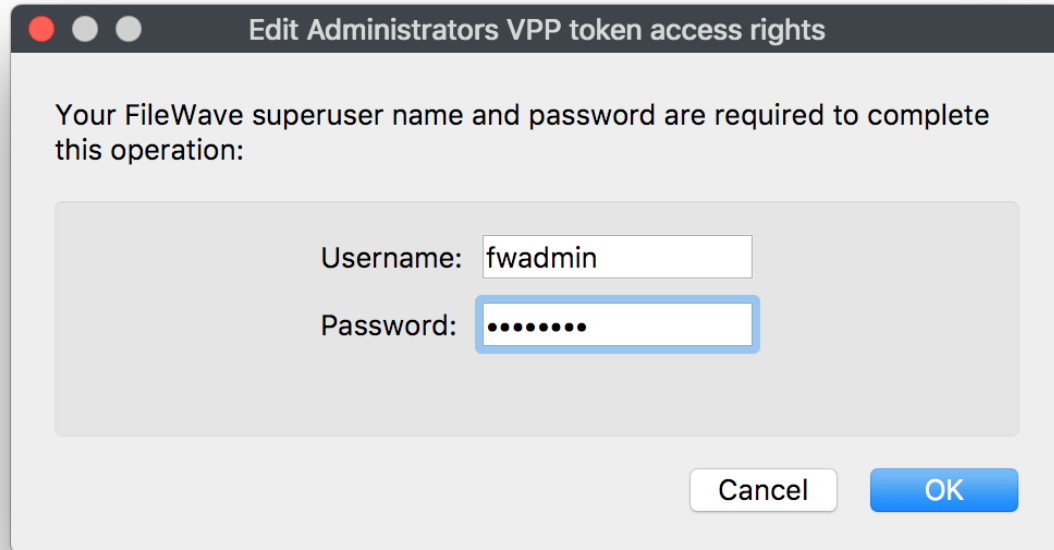 Edit Administrators VPP token access rights
Your FileWave superuser name and password are required to complete
this operation:
Username: fwadmin
Password: ••••••••
Cancel OK